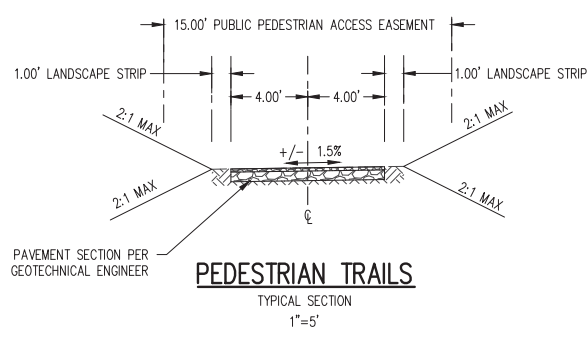 15.00' PUBLIC PEDESTRIAN ACCESS EASEMENT
1.00' LANDSCAPE STRIP
1.00' LANDSCAPE STRIP
4.00'
4.00'
2:1 MAX
2:1 MAX
+/- 1.5%
2:1 MAX
2:1 MAX
℄
PAVEMENT SECTION PER
GEOTECHNICAL ENGINEER
PEDESTRIAN TRAILS
TYPICAL SECTION
1"=5'